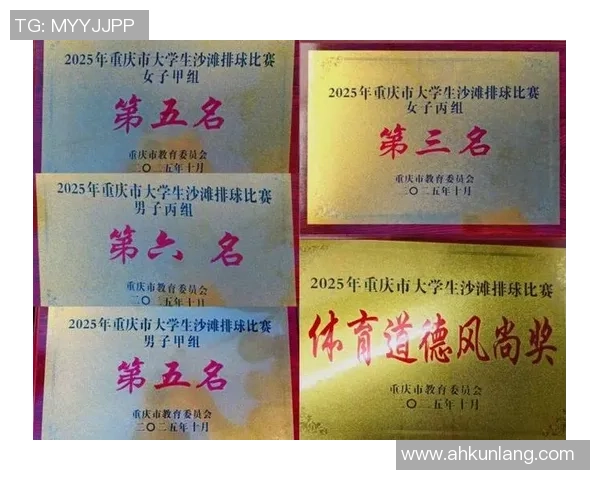 TG: MYYJJPP
2025年重庆市大学生沙滩排球比赛
女子甲组
第五名
重庆市教育委员会
二〇二五年十月
2025年重庆市大学生沙滩排球比赛
男子丙组
第六名
重庆市教育委员会
二〇二五年十月
2025年重庆市大学生沙滩排球比赛
男子甲组
第五名
重庆市教育委员会
二〇二五年十月
2025年重庆市大学生沙滩排球比赛
女子丙组
第三名
重庆市教育委员会
二〇二五年十月
2025年重庆市大学生沙滩排球比赛
体育道德风尚奖
重庆市教育委员会
二〇二五年十月
www.ahkunlang.com